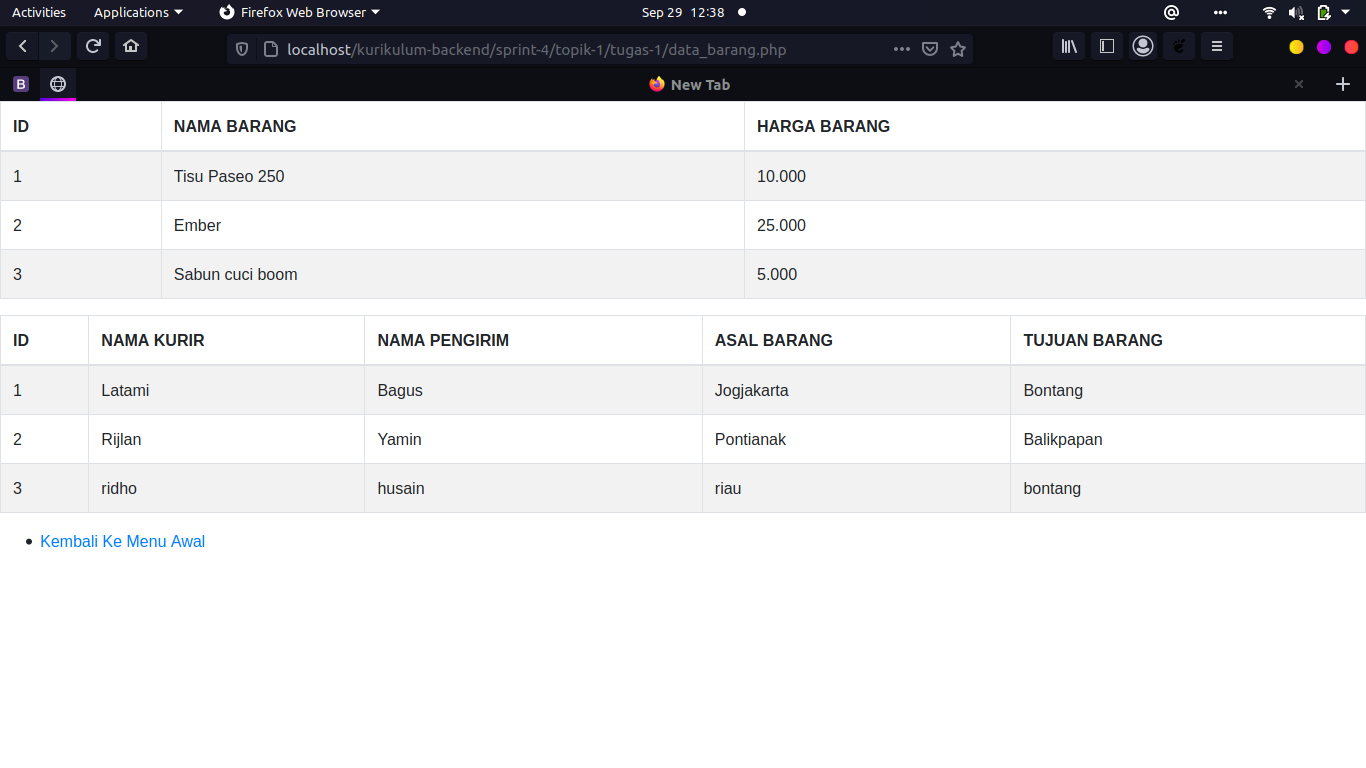 Activities Applications Firefox Web Browser Sep 29 12:38
localhost/kurikulum-backend/sprint-4/topik-1/tugas-1/data_barang.php
B New Tab
ID NAMA BARANG HARGA BARANG
1 Tisu Paseo 250 10.000
2 Ember 25.000
3 Sabun cuci boom 5.000
ID NAMA KURIR NAMA PENGIRIM ASAL BARANG TUJUAN BARANG
1 Latami Bagus Jogjakarta Bontang
2 Rijlan Yamin Pontianak Balikpapan
3 ridho husain riau bontang
• Kembali Ke Menu Awal